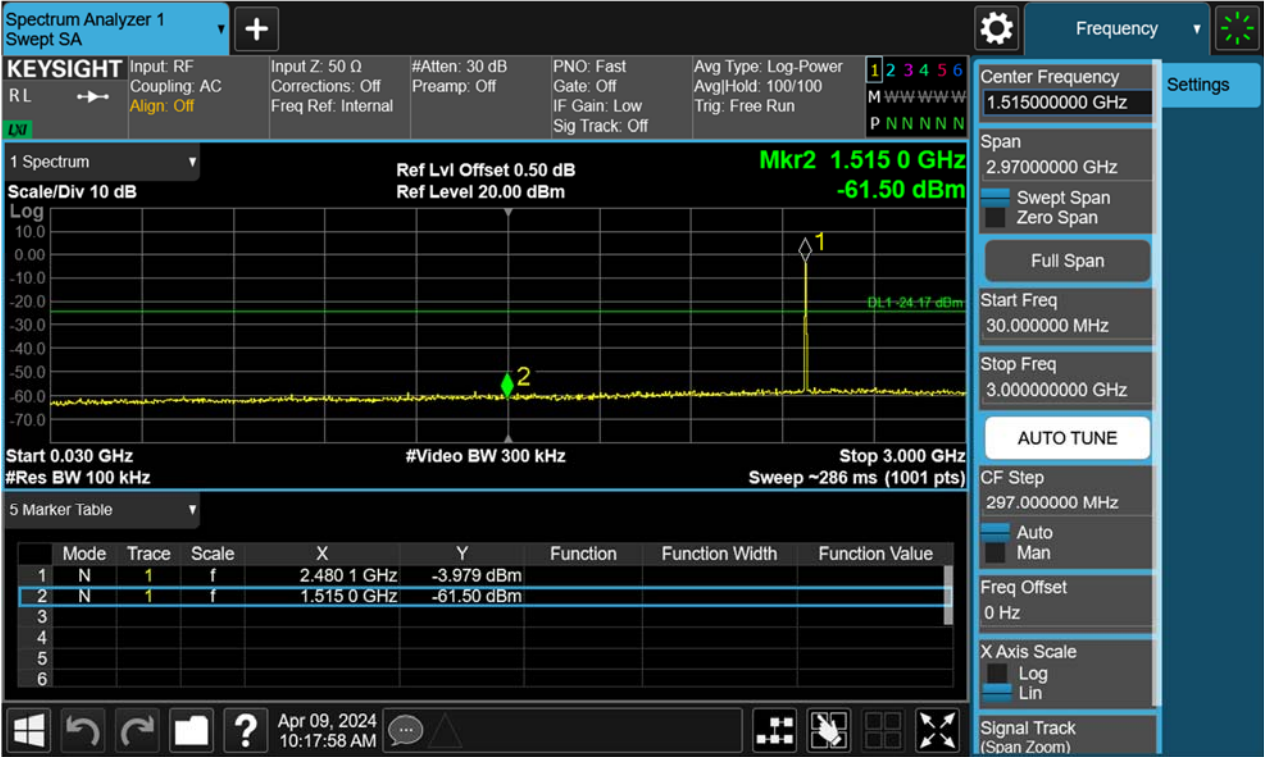 Spectrum Analyzer 1
Swept SA
+
Frequency
KEYSIGHT
R L
LXI
Input: RF
Coupling: AC
Align: Off
Input Z: 50 Ω
Corrections: Off
Freq Ref: Internal
#Atten: 30 dB
Preamp: Off
PNO: Fast
Gate: Off
IF Gain: Low
Sig Track: Off
Avg Type: Log-Power
Avg|Hold: 100/100
Trig: Free Run
1 2 3 4 5 6
M W W W W W
P N N N N N
1 Spectrum
Scale/Div 10 dB
Ref Lvl Offset 0.50 dB
Ref Level 20.00 dBm
Mkr2 1.515 0 GHz
-61.50 dBm
Log
10.0
0.00
-10.0
-20.0
-30.0
-40.0
-50.0
-60.0
-70.0
1
DL1 -24.17 dBm
2
Start 0.030 GHz
#Video BW 300 kHz
Stop 3.000 GHz
#Res BW 100 kHz
Sweep ~286 ms (1001 pts)
5 Marker Table
Mode Trace Scale X Y Function Function Width Function Value
1 N 1 f 2.480 1 GHz -3.979 dBm
2 N 1 f 1.515 0 GHz -61.50 dBm
3
4
5
6
?
Apr 09, 2024
10:17:58 AM
Center Frequency
1.515000000 GHz
Settings
Span
2.97000000 GHz
Swept Span
Zero Span
Full Span
Start Freq
30.000000 MHz
Stop Freq
3.000000000 GHz
AUTO TUNE
CF Step
297.000000 MHz
Auto
Man
Freq Offset
0 Hz
X Axis Scale
Log
Lin
Signal Track
(Span Zoom)